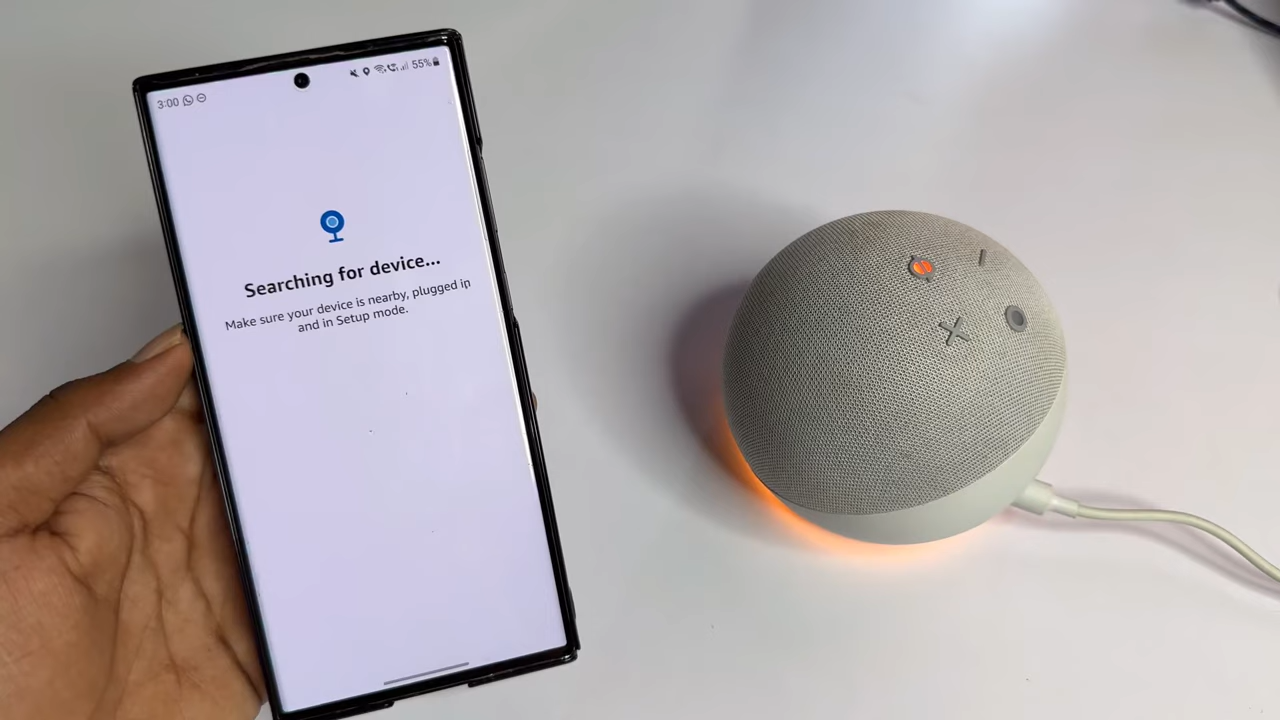 3:00
55%
Searching for device...
Make sure your device is nearby, plugged in
and in Setup mode.